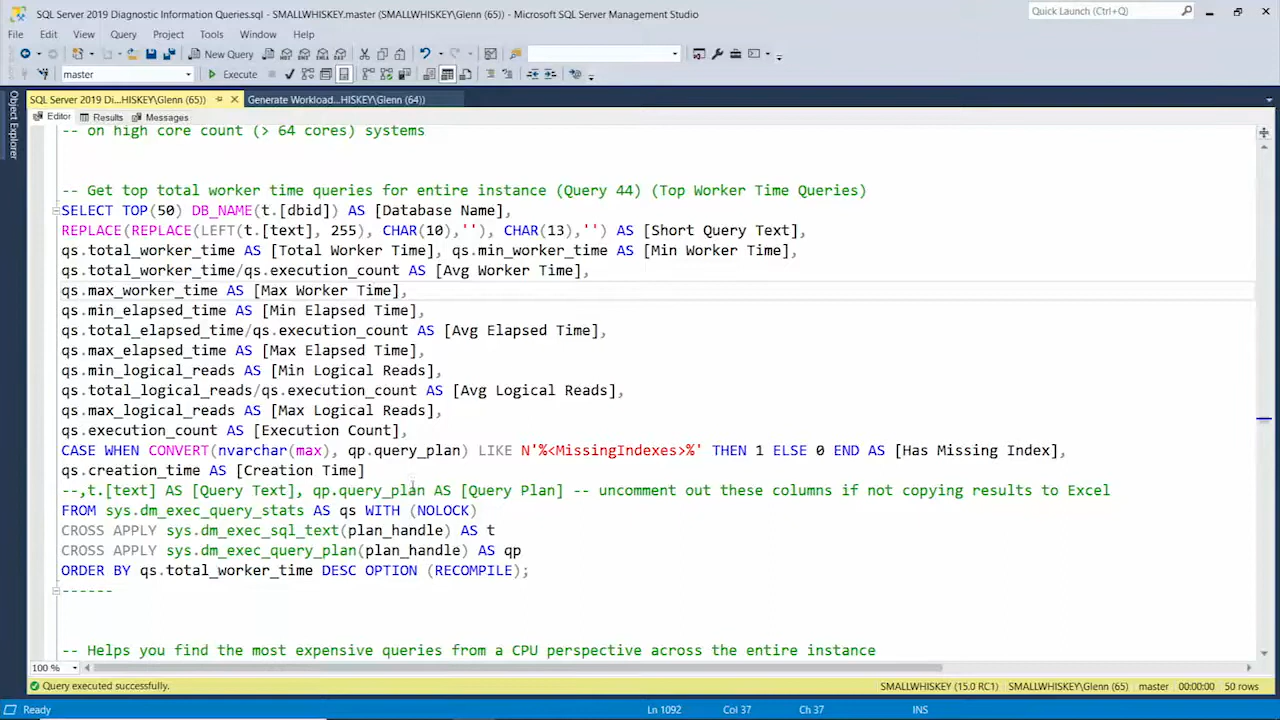 SQL Server 2019 Diagnostic Information Queries.sql - SMALLWHISKEY.master (SMALLWHISKEY\Glenn (65)) - Microsoft SQL Server Management Studio
Quick Launch (Ctrl+Q)
File Edit View Query Project Tools Window Help
New Query
master Execute
SQL Server 2019 Di...HISKEY\Glenn (65)) Generate Workload...HISKEY\Glenn (64))
Object Explorer
Editor Results Messages
-- on high core count (> 64 cores) systems
-- Get top total worker time queries for entire instance (Query 44) (Top Worker Time Queries)
SELECT TOP(50) DB_NAME(t.[dbid]) AS [Database Name],
REPLACE(REPLACE(LEFT(t.[text], 255), CHAR(10),''), CHAR(13),'') AS [Short Query Text],
qs.total_worker_time AS [Total Worker Time], qs.min_worker_time AS [Min Worker Time],
qs.total_worker_time/qs.execution_count AS [Avg Worker Time],
qs.max_worker_time AS [Max Worker Time],
qs.min_elapsed_time AS [Min Elapsed Time],
qs.total_elapsed_time/qs.execution_count AS [Avg Elapsed Time],
qs.max_elapsed_time AS [Max Elapsed Time],
qs.min_logical_reads AS [Min Logical Reads],
qs.total_logical_reads/qs.execution_count AS [Avg Logical Reads],
qs.max_logical_reads AS [Max Logical Reads],
qs.execution_count AS [Execution Count],
CASE WHEN CONVERT(nvarchar(max), qp.query_plan) LIKE N'%<MissingIndexes>%' THEN 1 ELSE 0 END AS [Has Missing Index],
qs.creation_time AS [Creation Time]
--,t.[text] AS [Query Text], qp.query_plan AS [Query Plan] -- uncomment out these columns if not copying results to Excel
FROM sys.dm_exec_query_stats AS qs WITH (NOLOCK)
CROSS APPLY sys.dm_exec_sql_text(plan_handle) AS t
CROSS APPLY sys.dm_exec_query_plan(plan_handle) AS qp
ORDER BY qs.total_worker_time DESC OPTION (RECOMPILE);
------
-- Helps you find the most expensive queries from a CPU perspective across the entire instance
100 %
Query executed successfully. SMALLWHISKEY (15.0 RC1) SMALLWHISKEY\Glenn (65) master 00:00:00 50 rows
Ready Ln 1092 Col 37 Ch 37 INS